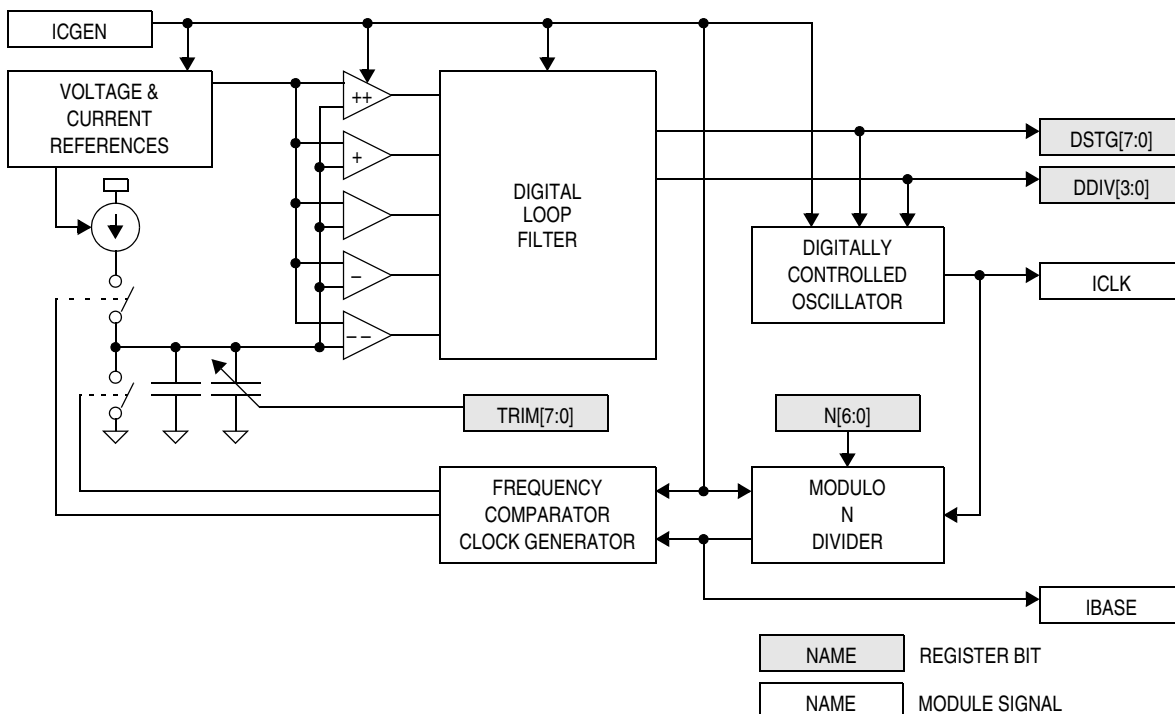 ICGEN
VOLTAGE &
CURRENT
REFERENCES
++
+
–
– –
DIGITAL
LOOP
FILTER
DSTG[7:0]
DDIV[3:0]
DIGITALLY
CONTROLLED
OSCILLATOR
ICLK
TRIM[7:0]
N[6:0]
FREQUENCY
COMPARATOR
CLOCK GENERATOR
MODULO
N
DIVIDER
IBASE
NAME
REGISTER BIT
NAME
MODULE SIGNAL